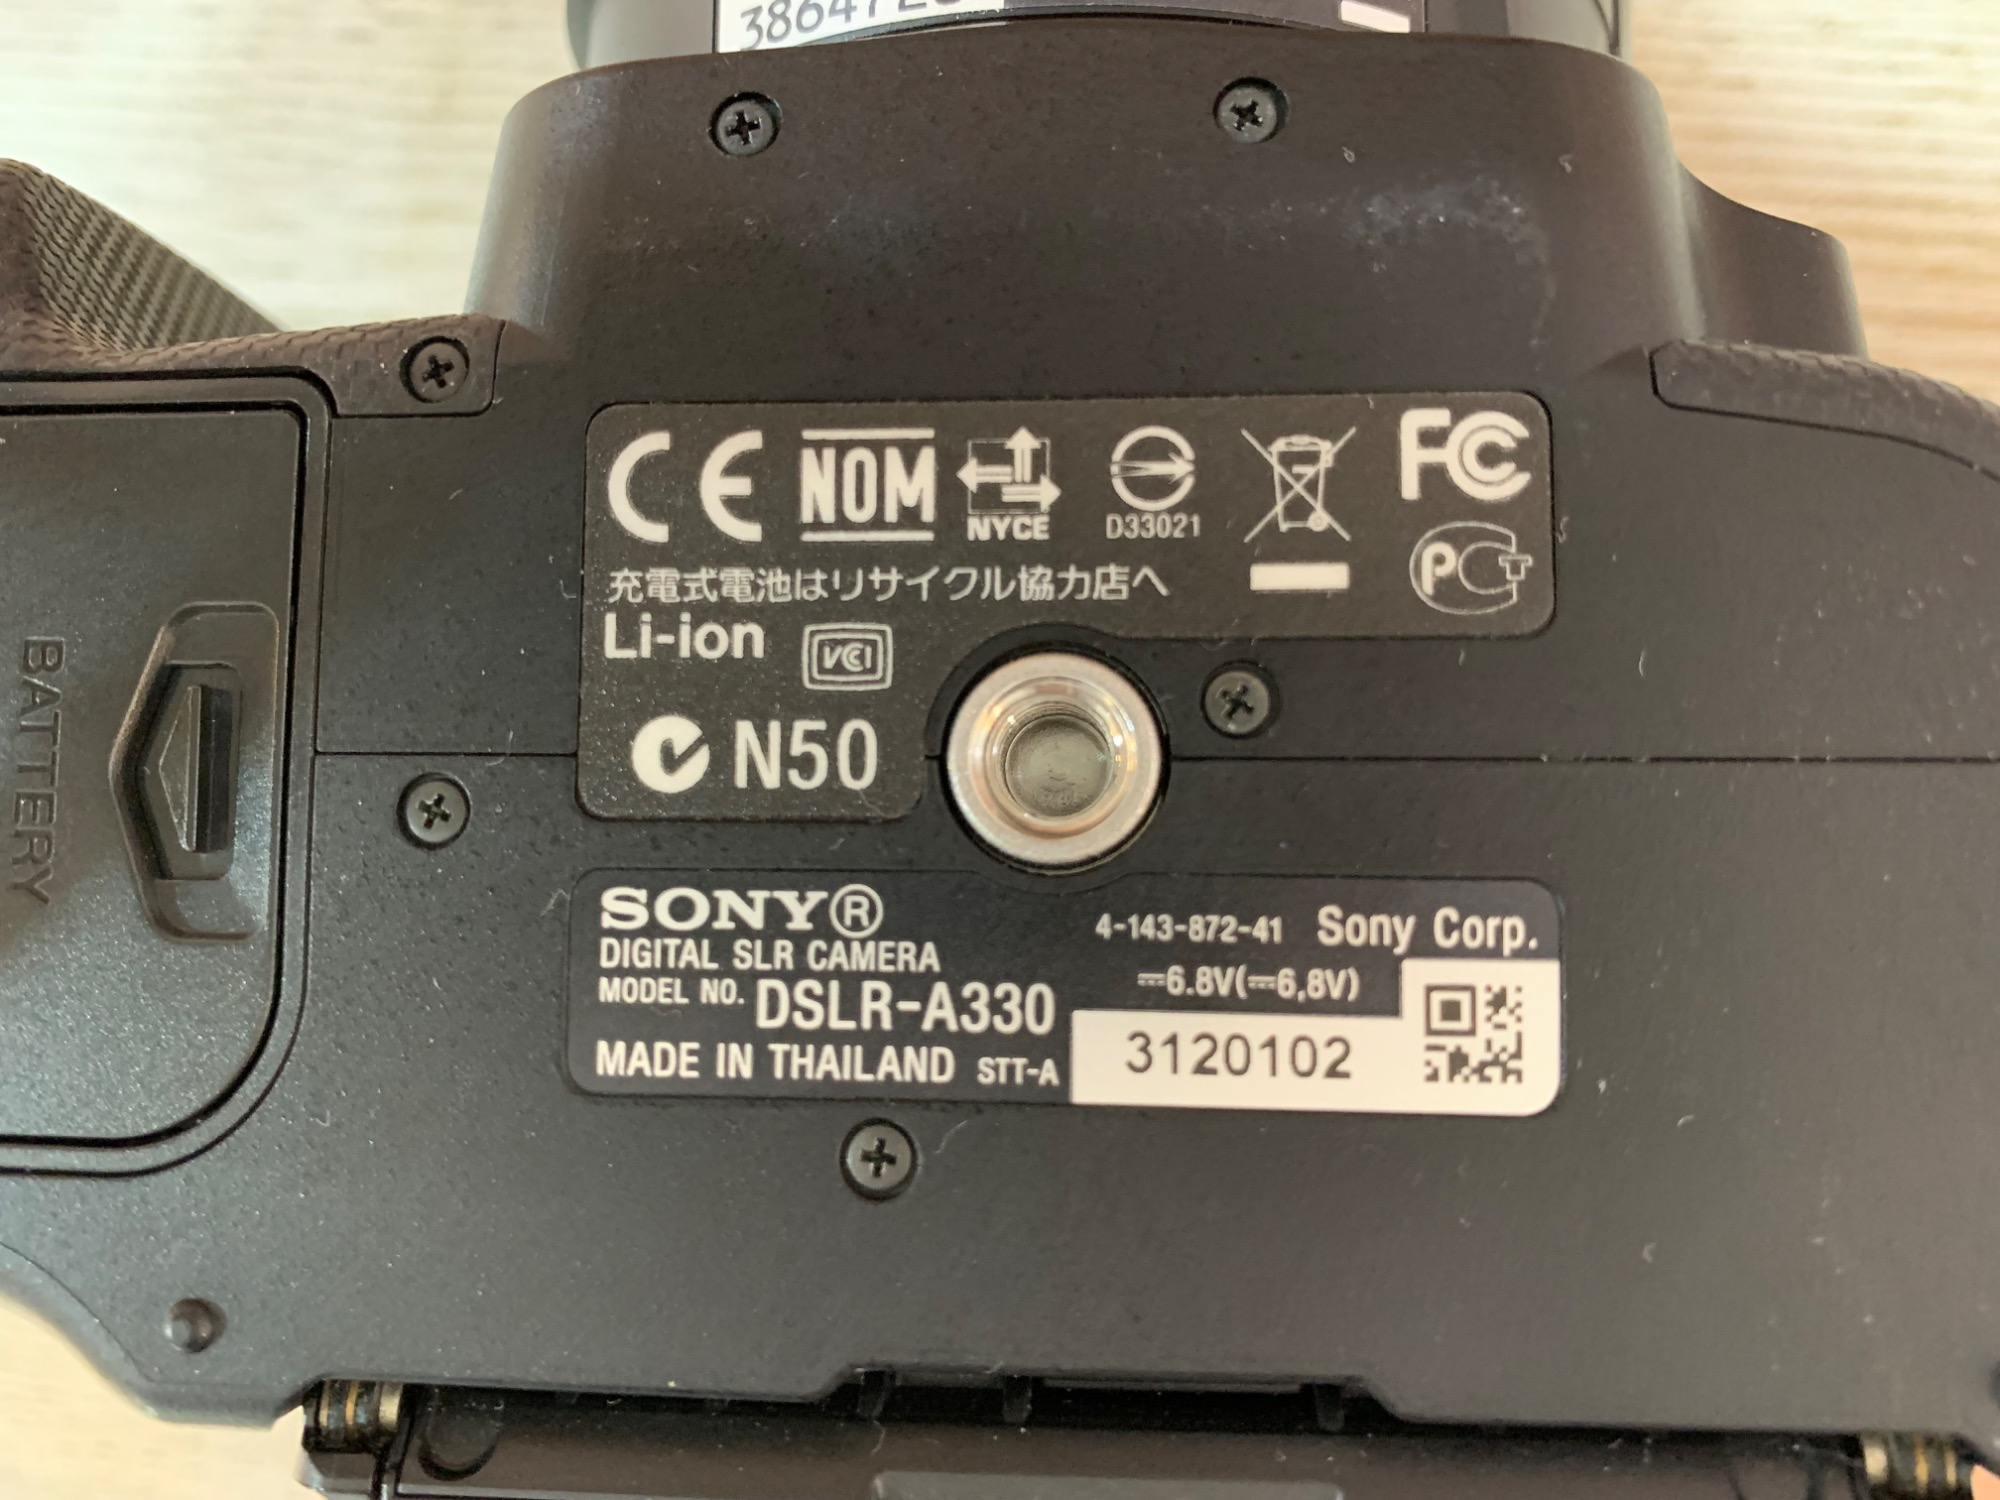 CE NOM NYCE D33021 FC
充電式電池はリサイクル協力店へ
PCT
Li-ion VCI
N50
BATTERY
SONY®
DIGITAL SLR CAMERA
MODEL NO. DSLR-A330
MADE IN THAILAND STT-A
4-143-872-41 Sony Corp.
⎓6.8V(⎓6,8V)
3120102